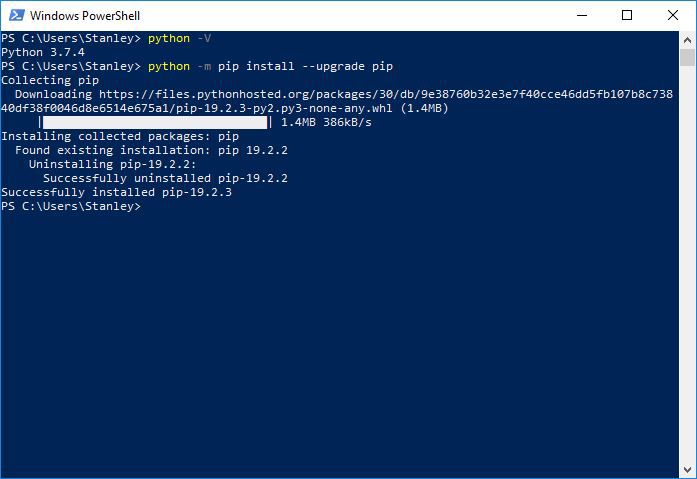 Windows PowerShell
PS C:\Users\Stanley> python -V
Python 3.7.4
PS C:\Users\Stanley> python -m pip install --upgrade pip
Collecting pip
  Downloading https://files.pythonhosted.org/packages/30/db/9e38760b32e3e7f40cce46dd5fb107b8c738
40df38f0046d8e6514e675a1/pip-19.2.3-py2.py3-none-any.whl (1.4MB)
     |                                | 1.4MB 386kB/s
Installing collected packages: pip
  Found existing installation: pip 19.2.2
    Uninstalling pip-19.2.2:
      Successfully uninstalled pip-19.2.2
Successfully installed pip-19.2.3
PS C:\Users\Stanley>